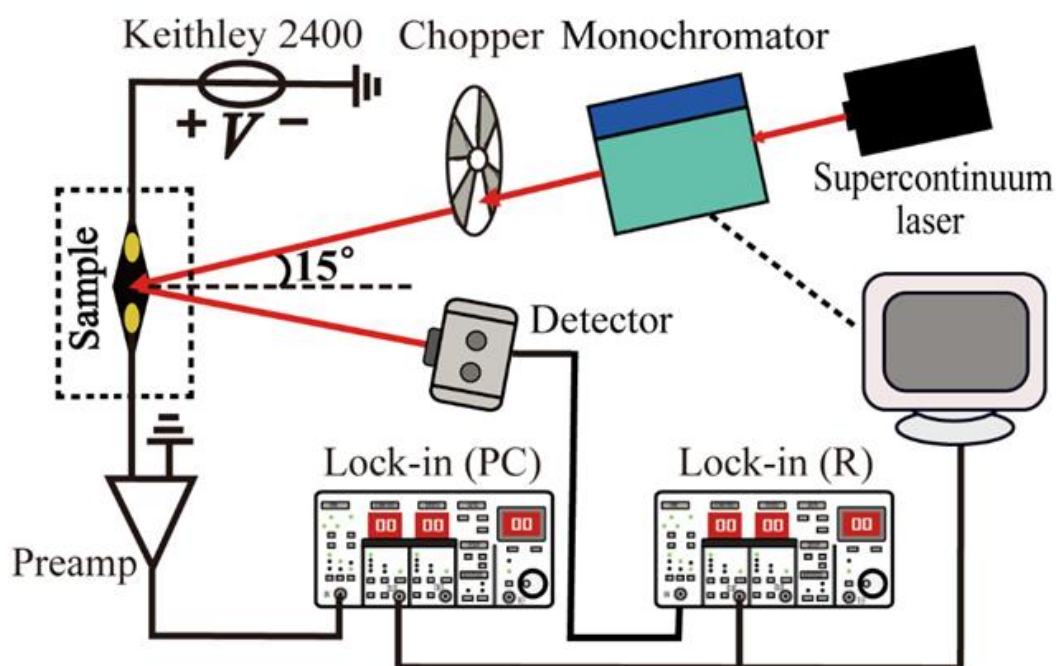 Keithley 2400
Chopper
Monochromator
+ V −
Supercontinuum
laser
15°
Sample
Detector
Lock-in (PC)
Lock-in (R)
00
00
00
00
00
00
Preamp